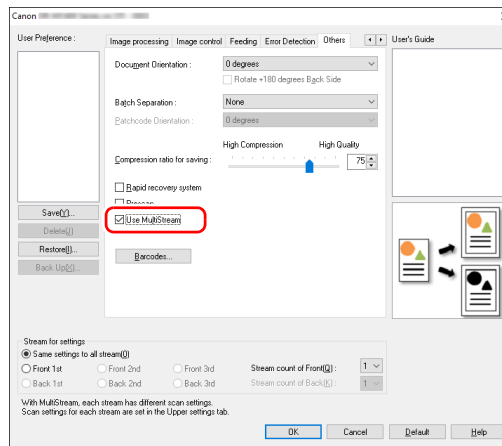 Canon
User Preference :
Image processing Image control Feeding Error Detection Others
User's Guide
Document Orientation :
0 degrees
Rotate +180 degrees Back Side
Batch Separation :
None
Patchcode Orientation :
0 degrees
High Compression High Quality
Compression ratio for saving :
75
Rapid recovery system
Prescan
Use MultiStream
Barcodes...
Save(Y)...
Delete(J)
Restore(L)...
Back Up(X)...
Stream for settings
Same settings to all stream(0)
Front 1st Front 2nd Front 3rd Stream count of Front(Q) : 1
Back 1st Back 2nd Back 3rd Stream count of Back(K) : 1
With MultiStream, each stream has different scan settings.
Scan settings for each stream are set in the Upper settings tab.
OK Cancel Default Help